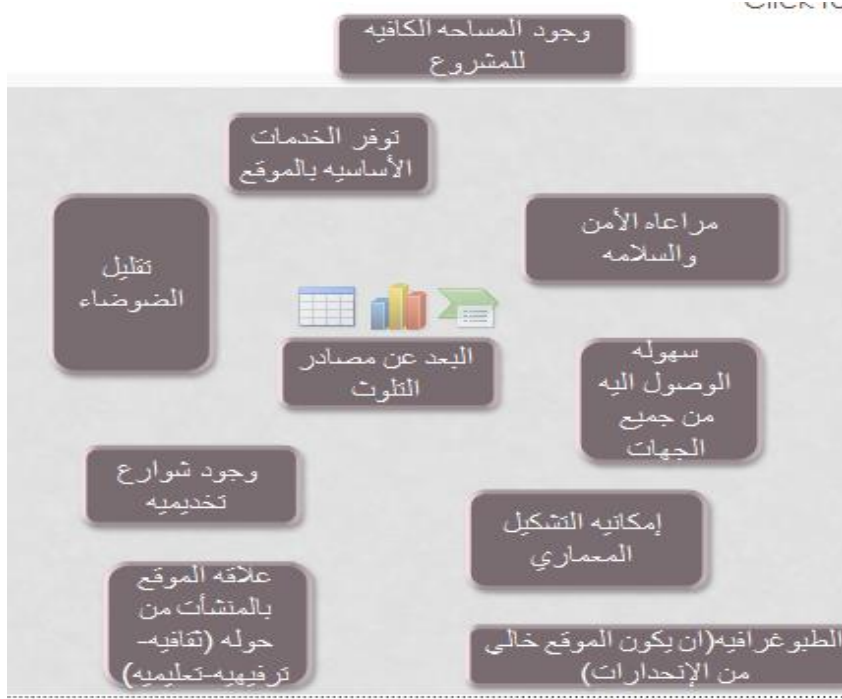 وجود المساحه الكافيه
للمشروع
توفر الخدمات
الأساسيه بالموقع
مراعاه الأمن
والسلامه
تقليل
الضوضاء
البعد عن مصادر
التلوث
سهوله
الوصول اليه
من جميع
الجهات
وجود شوارع
تخديميه
إمكانيه التشكيل
المعماري
علاقه الموقع
بالمنشأت من
حوله (ثقافيه-
ترفيهيه-تعليميه)
الطبوغرافيه(ان يكون الموقع خالي
من الإنحدارات)